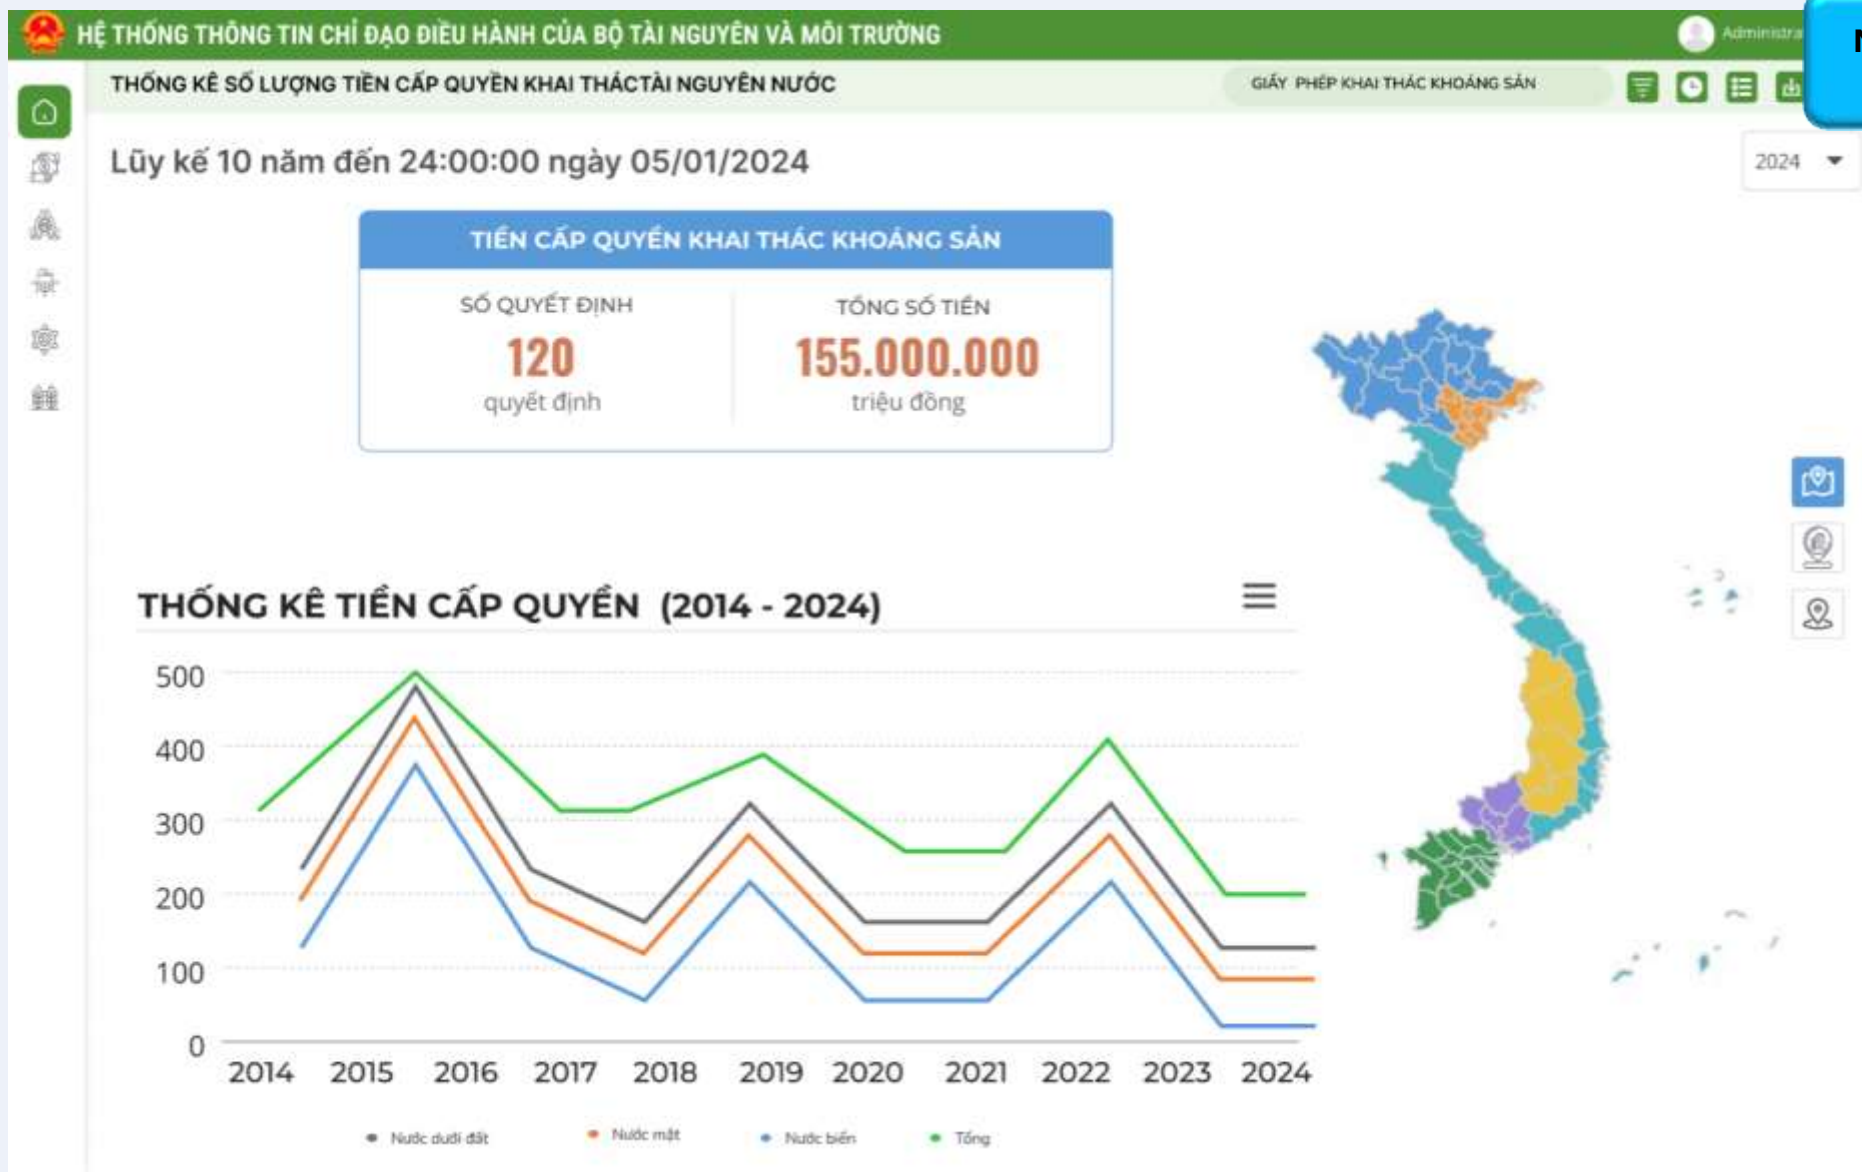 HỆ THỐNG THÔNG TIN CHỈ ĐẠO ĐIỀU HÀNH CỦA BỘ TÀI NGUYÊN VÀ MÔI TRƯỜNG
THỐNG KÊ SỐ LƯỢNG TIỀN CẤP QUYỀN KHAI THÁCTÀI NGUYÊN NƯỚC
GIẤY PHÉP KHAI THÁC KHOÁNG SẢN
Lũy kế 10 năm đến 24:00:00 ngày 05/01/2024
2024
TIỀN CẤP QUYỀN KHAI THÁC KHOÁNG SẢN
SỐ QUYẾT ĐỊNH
120
quyết định
TỔNG SỐ TIỀN
155.000.000
triệu đồng
THỐNG KÊ TIỀN CẤP QUYỀN (2014 - 2024)
500
400
300
200
100
0
2014 2015 2016 2017 2018 2019 2020 2021 2022 2023 2024
Nước dưới đất Nước mặt Nước biển Tổng